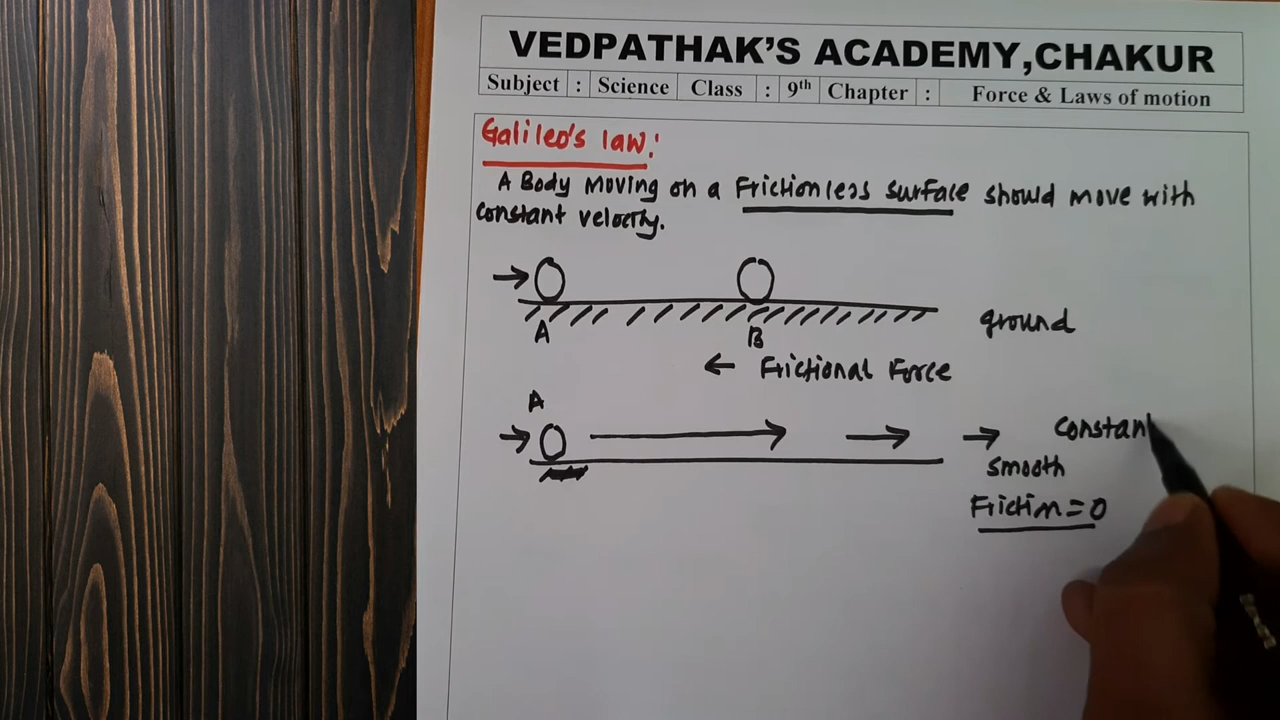 VEDPATHAK'S ACADEMY,CHAKUR
Subject : Science Class : 9th Chapter : Force & Laws of motion
Galileo's law:
A Body moving on a Frictionless surface should move with
constant velocity.
A B ground
← Frictional Force
A
→ → → → constant
smooth
Friction = 0